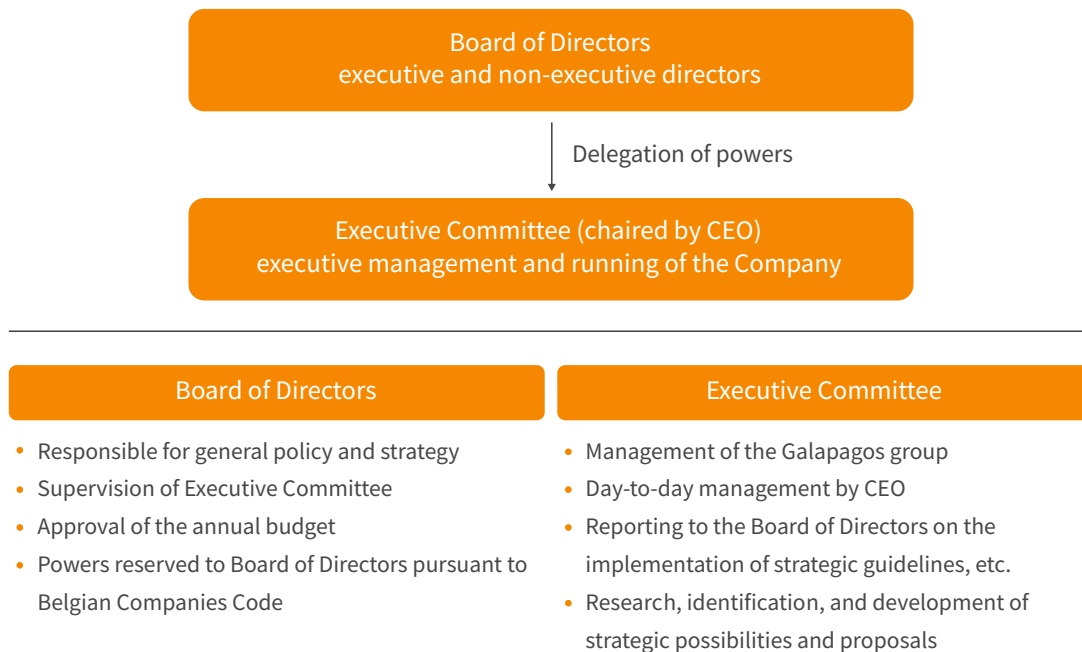 Board of Directors
executive and non-executive directors
Delegation of powers
Executive Committee (chaired by CEO)
executive management and running of the Company
Board of Directors
• Responsible for general policy and strategy
• Supervision of Executive Committee
• Approval of the annual budget
• Powers reserved to Board of Directors pursuant to
Belgian Companies Code
Executive Committee
• Management of the Galapagos group
• Day-to-day management by CEO
• Reporting to the Board of Directors on the
implementation of strategic guidelines, etc.
• Research, identification, and development of
strategic possibilities and proposals